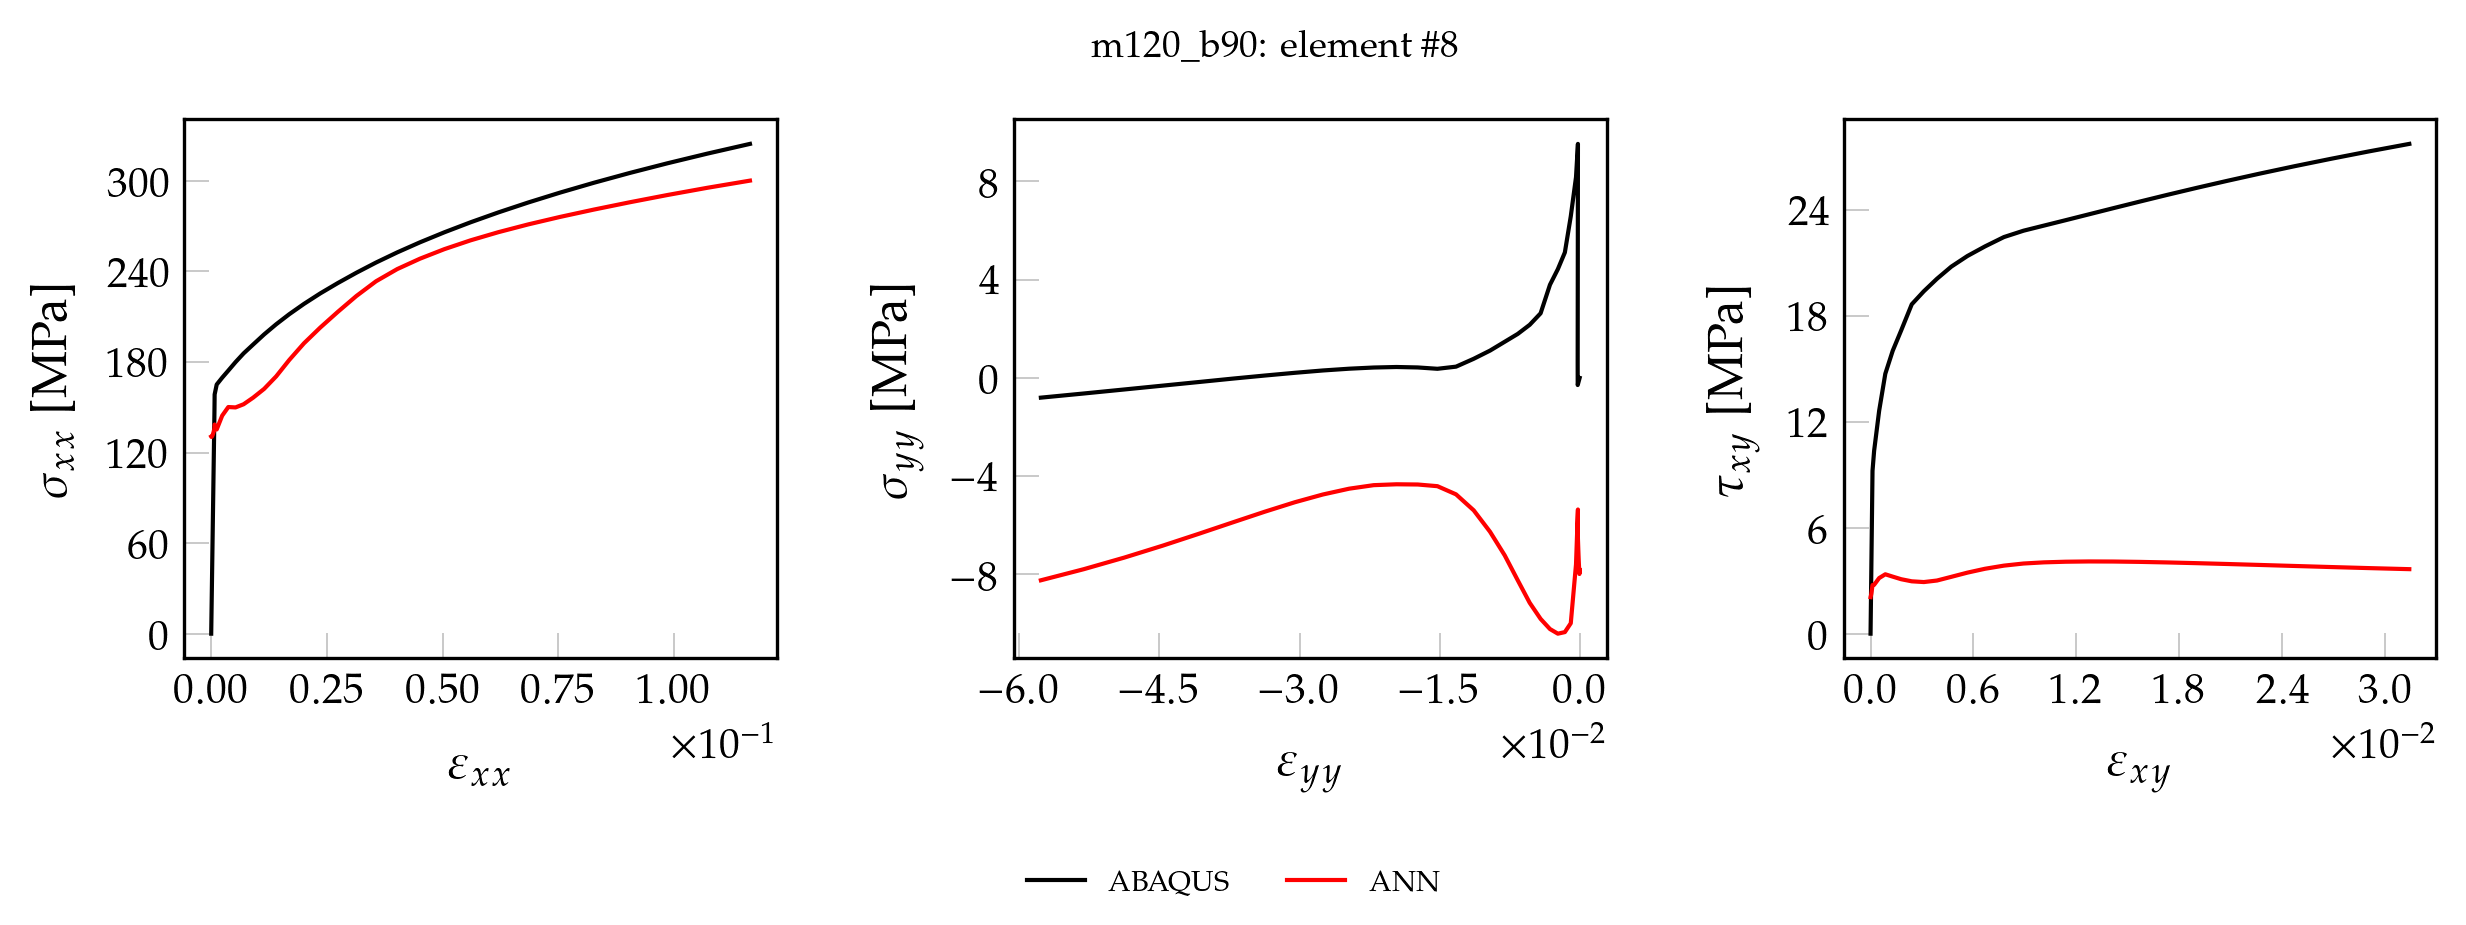 m120_b90: element #8
σxx [MPa]
300
240
180
120
60
0
0.00 0.25 0.50 0.75 1.00
×10−1
εxx
σyy [MPa]
8
4
0
−4
−8
−6.0 −4.5 −3.0 −1.5 0.0
×10−2
εyy
τxy [MPa]
24
18
12
6
0
0.0 0.6 1.2 1.8 2.4 3.0
×10−2
εxy
ABAQUS ANN